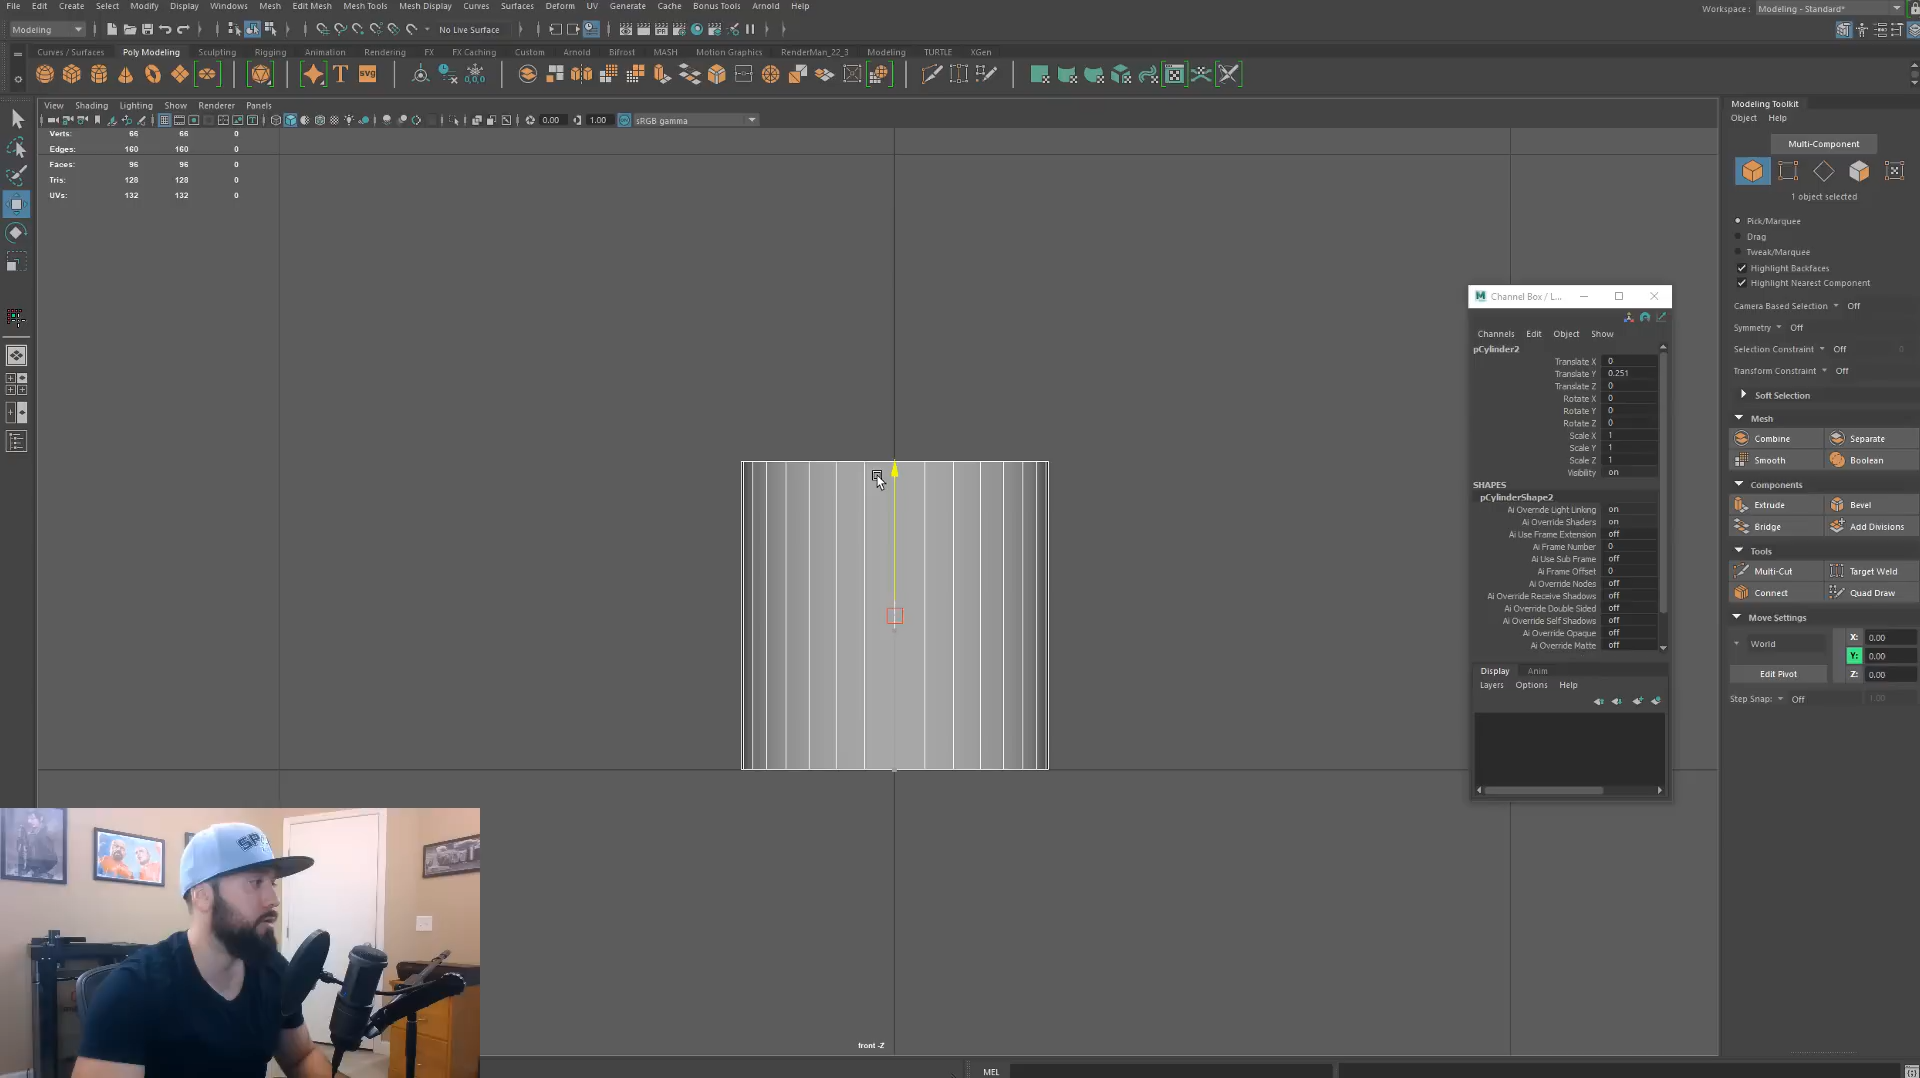 File Edit Create Select Modify Display Windows Mesh Edit Mesh Mesh Tools Mesh Display Curves Surfaces Deform UV Generate Cache Bonus Tools Arnold Help
Workspace: Modeling - Standard*
Modeling
No Live Surface
Curves / Surfaces Poly Modeling Sculpting Rigging Animation Rendering FX FX Caching Custom Arnold Bifrost MASH Motion Graphics RenderMan_22_3 Modeling TURTLE XGen
T SVG
0,0,0
View Shading Lighting Show Renderer Panels
0.00 1.00 sRGB gamma
Verts: 66 66 0
Edges: 160 160 0
Faces: 96 96 0
Tris: 128 128 0
UVs: 132 132 0
front -Z
MEL
M Channel Box / L...
Channels Edit Object Show
pCylinder2
Translate X 0
Translate Y 0.251
Translate Z 0
Rotate X 0
Rotate Y 0
Rotate Z 0
Scale X 1
Scale Y 1
Scale Z 1
Visibility on
SHAPES
pCylinderShape2
Ai Override Light Linking on
Ai Override Shaders on
Ai Use Frame Extension off
Ai Frame Number 0
Ai Use Sub Frame off
Ai Frame Offset 0
Ai Override Nodes off
Ai Override Receive Shadows off
Ai Override Double Sided off
Ai Override Self Shadows off
Ai Override Opaque off
Ai Override Matte off
Display Anim
Layers Options Help
Modeling Toolkit
Object Help
Multi-Component
1 object selected
Pick/Marquee
Drag
Tweak/Marquee
Highlight Backfaces
Highlight Nearest Component
Camera Based Selection Off
Symmetry Off
Selection Constraint Off 0
Transform Constraint Off
Soft Selection
Mesh
Combine Separate
Smooth Boolean
Components
Extrude Bevel
Bridge Add Divisions
Tools
Multi-Cut Target Weld
Connect Quad Draw
Move Settings
World X: 0.00
Y: 0.00
Edit Pivot Z: 0.00
Step Snap: Off 1.00